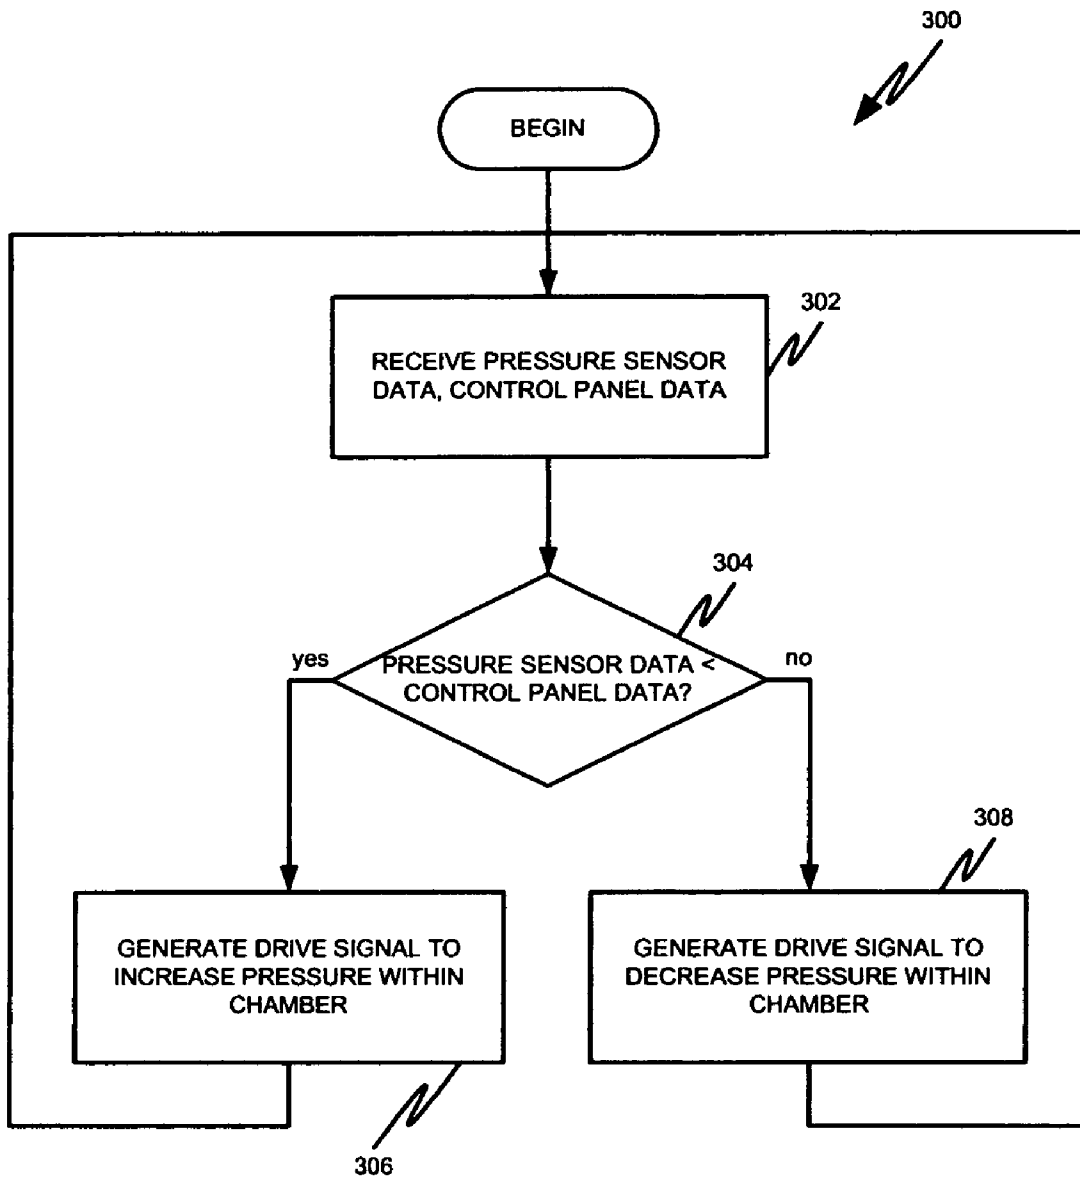 300
BEGIN
302
RECEIVE PRESSURE SENSOR
DATA, CONTROL PANEL DATA
304
yes
PRESSURE SENSOR DATA <
CONTROL PANEL DATA?
no
308
GENERATE DRIVE SIGNAL TO
INCREASE PRESSURE WITHIN
CHAMBER
GENERATE DRIVE SIGNAL TO
DECREASE PRESSURE WITHIN
CHAMBER
306